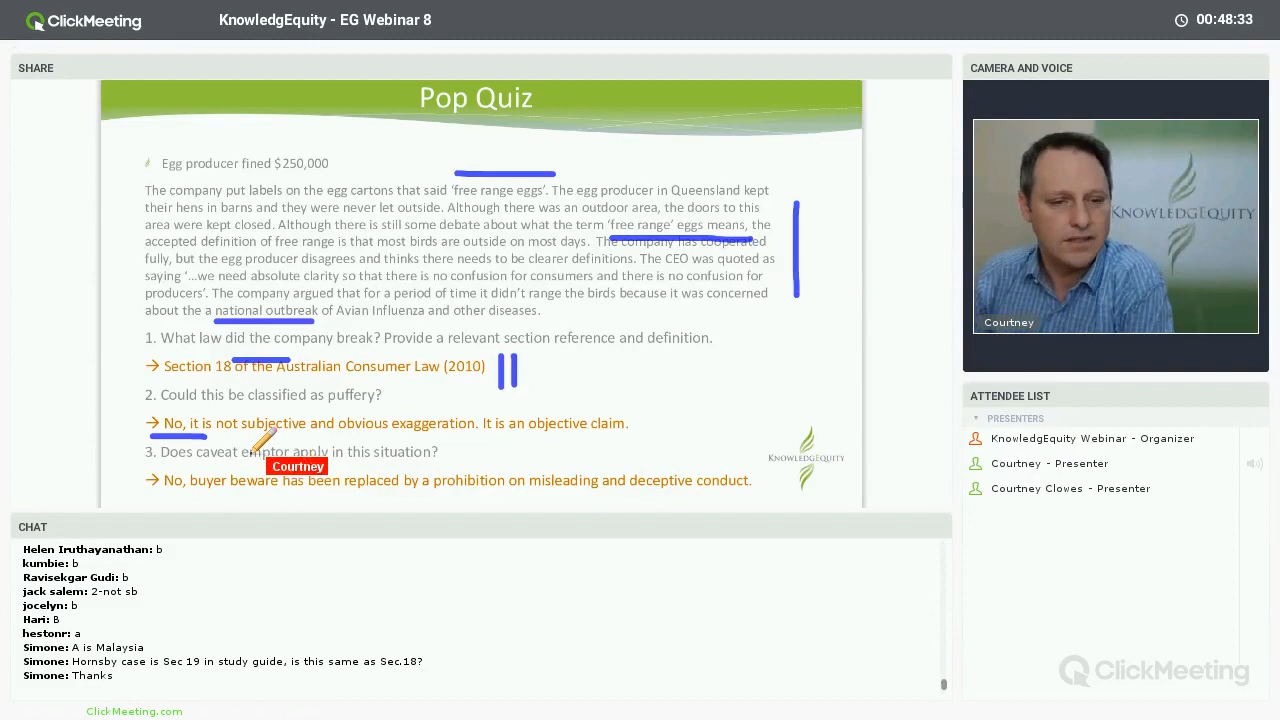 ClickMeeting
KnowledgEquity - EG Webinar 8
00:48:33
SHARE
Pop Quiz
Egg producer fined $250,000
The company put labels on the egg cartons that said ‘free range eggs’. The egg producer in Queensland kept
their hens in barns and they were never let outside. Although there was an outdoor area, the doors to this
area were kept closed. Although there is still some debate about what the term ‘free range’ eggs means, the
accepted definition of free range is that most birds are outside on most days. The company has cooperated
fully, but the egg producer disagrees and thinks there needs to be clearer definitions. The CEO was quoted as
saying ‘...we need absolute clarity so that there is no confusion for consumers and there is no confusion for
producers’. The company argued that for a period of time it didn’t range the birds because it was concerned
about the a national outbreak of Avian Influenza and other diseases.
1. What law did the company break? Provide a relevant section reference and definition.
→ Section 18 of the Australian Consumer Law (2010)
2. Could this be classified as puffery?
→ No, it is not subjective and obvious exaggeration. It is an objective claim.
3. Does caveat emptor apply in this situation?
Courtney
→ No, buyer beware has been replaced by a prohibition on misleading and deceptive conduct.
KNOWLEDGEQUITY
CAMERA AND VOICE
KNOWLEDGEQUITY
Courtney
ATTENDEE LIST
PRESENTERS
KnowledgEquity Webinar - Organizer
Courtney - Presenter
Courtney Clowes - Presenter
CHAT
Helen Iruthayanathan: b
kumbie: b
Ravisekgar Gudi: b
jack salem: 2-not sb
jocelyn: b
Hari: B
hestonr: a
Simone: A is Malaysia
Simone: Hornsby case is Sec 19 in study guide, is this same as Sec.18?
Simone: Thanks
ClickMeeting
ClickMeeting.com